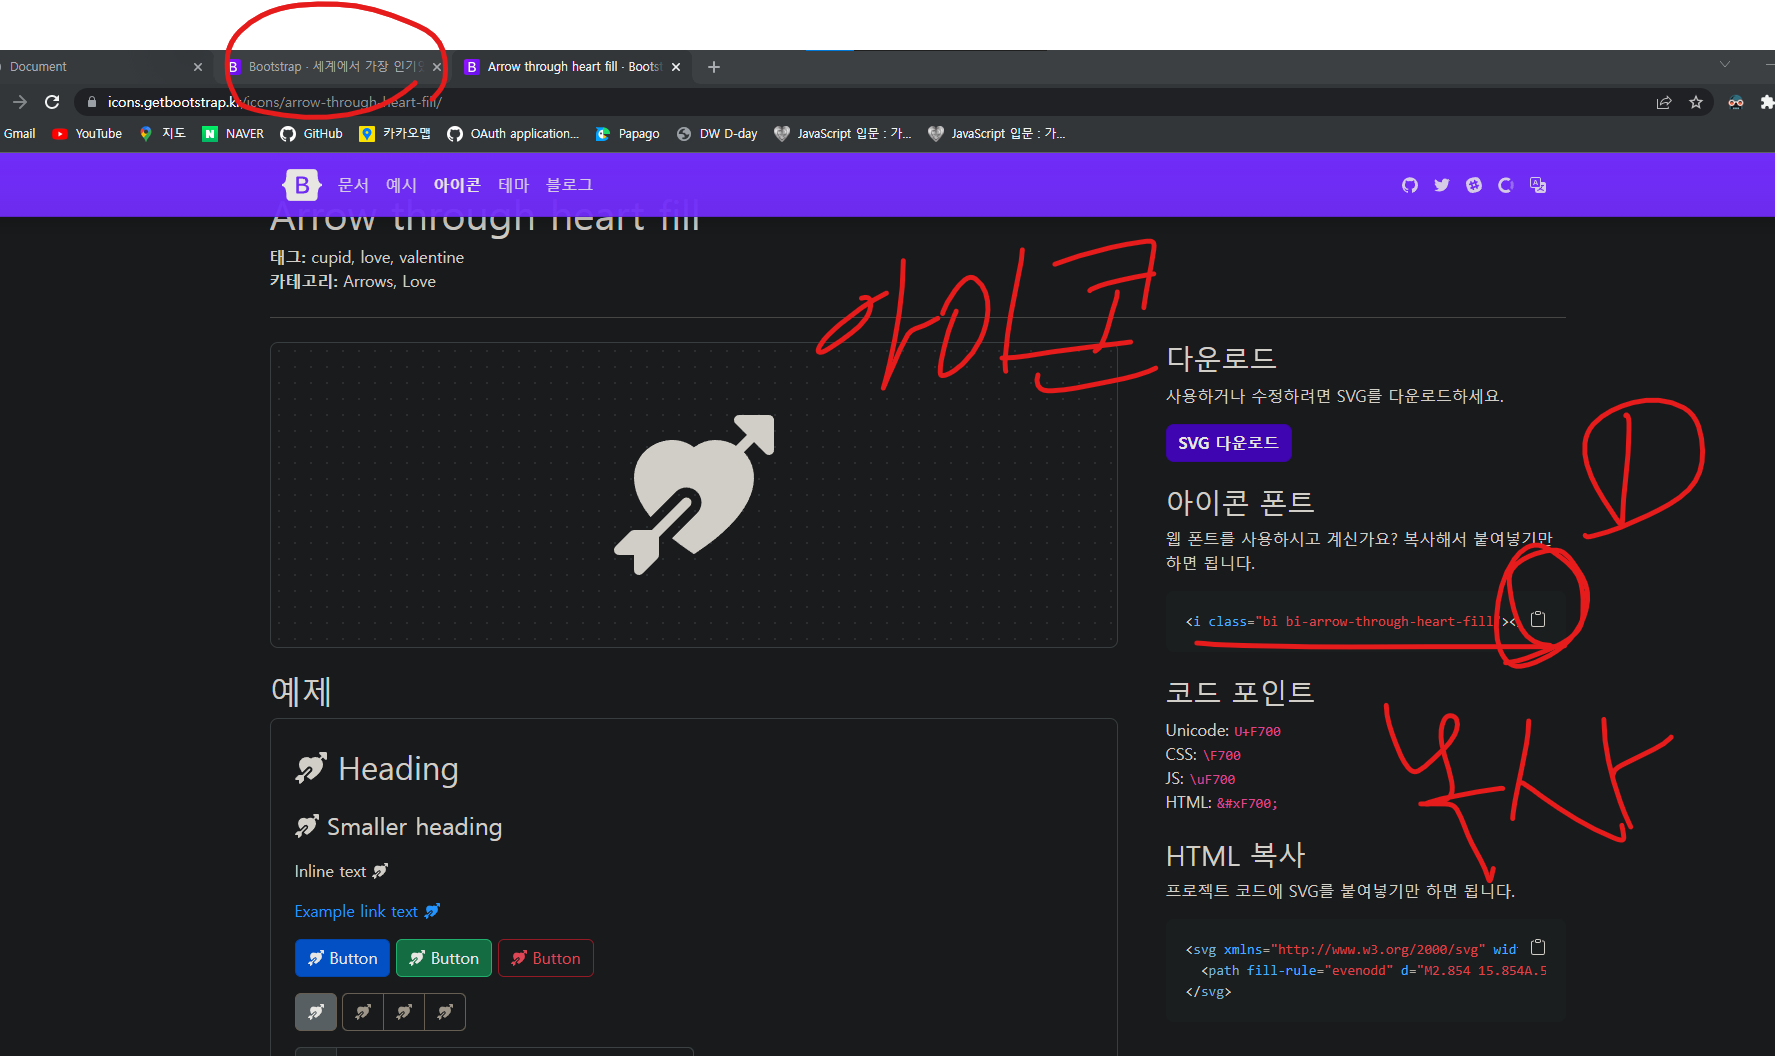 Document
Bootstrap · 세계에서 가장 인기있
Arrow through heart fill · Boots
icons.getbootstrap.kr/icons/arrow-through-heart-fill/
Gmail
YouTube
지도
NAVER
GitHub
카카오맵
OAuth application...
Papago
DW D-day
JavaScript 입문 : 가...
JavaScript 입문 : 가...
B 문서 예시 아이콘 테마 블로그
Arrow through heart fill
태그: cupid, love, valentine
카테고리: Arrows, Love
아이콘
다운로드
사용하거나 수정하려면 SVG를 다운로드하세요.
SVG 다운로드
아이콘 폰트
웹 폰트를 사용하시고 계신가요? 복사해서 붙여넣기만
하면 됩니다.
<i class="bi bi-arrow-through-heart-fill"><
복사
코드 포인트
Unicode: U+F700
CSS: \F700
JS: \uF700
HTML: &#xF700;
HTML 복사
프로젝트 코드에 SVG를 붙여넣기만 하면 됩니다.
<svg xmlns="http://www.w3.org/2000/svg" widt
<path fill-rule="evenodd" d="M2.854 15.854A.5
</svg>
예제
Heading
Smaller heading
Inline text
Example link text
Button
Button
Button